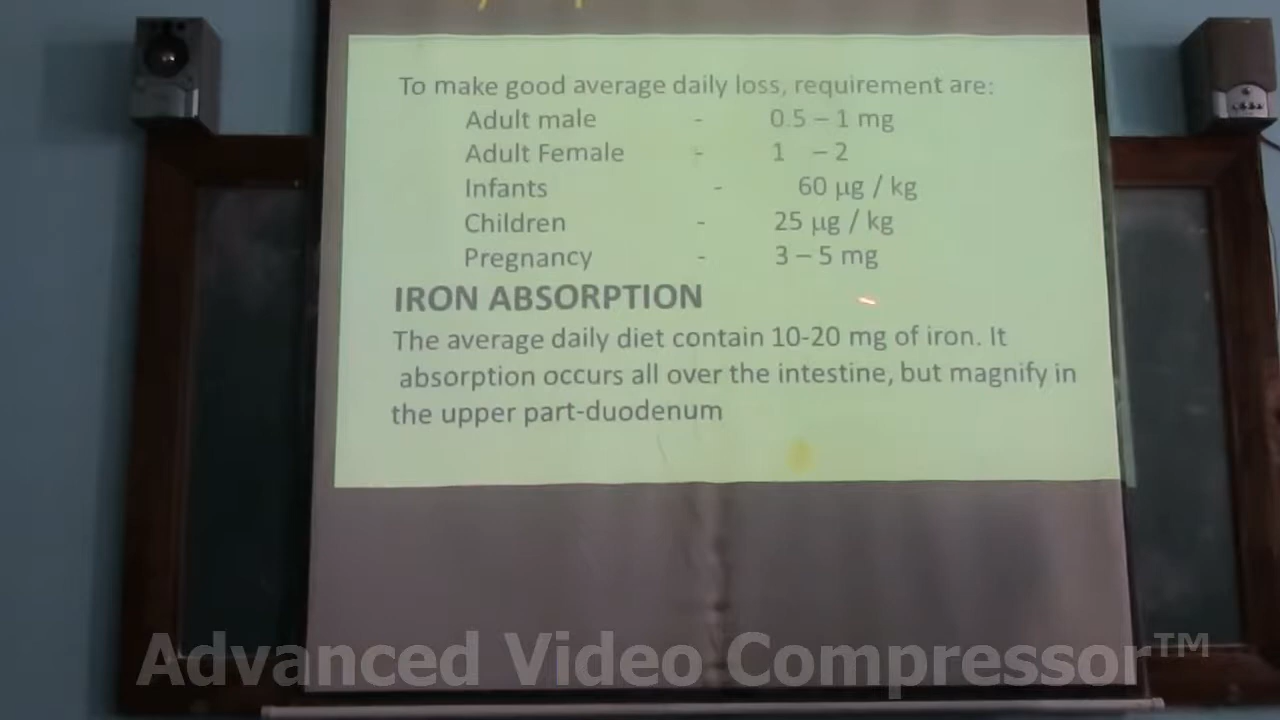 To make good average daily loss, requirement are:
Adult male - 0.5 – 1 mg
Adult Female - 1 – 2
Infants - 60 µg / kg
Children - 25 µg / kg
Pregnancy - 3 – 5 mg
IRON ABSORPTION
The average daily diet contain 10-20 mg of iron. It
absorption occurs all over the intestine, but magnify in
the upper part-duodenum
Advanced Video Compressor™